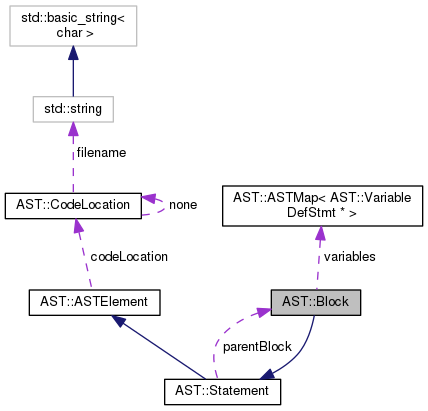 std::basic_string<
char >
std::string
filename
AST::CodeLocation
none
AST::ASTMap< AST::Variable
DefStmt * >
codeLocation
variables
AST::ASTElement
AST::Block
parentBlock
AST::Statement